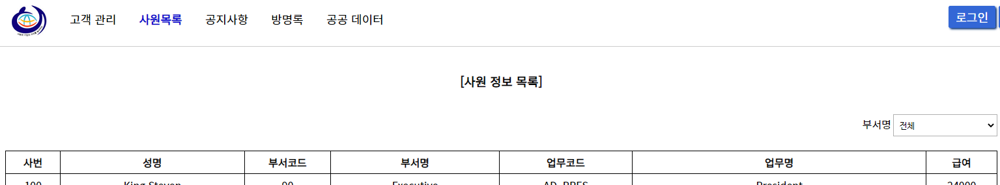 고객 관리 사원목록 공지사항 방명록 공공 데이터 로그인
[사원 정보 목록]
부서명 전체
사번 성명 부서코드 부서명 업무코드 업무명 급여
100 King Steven 90 Executive AD_PRES President 24000